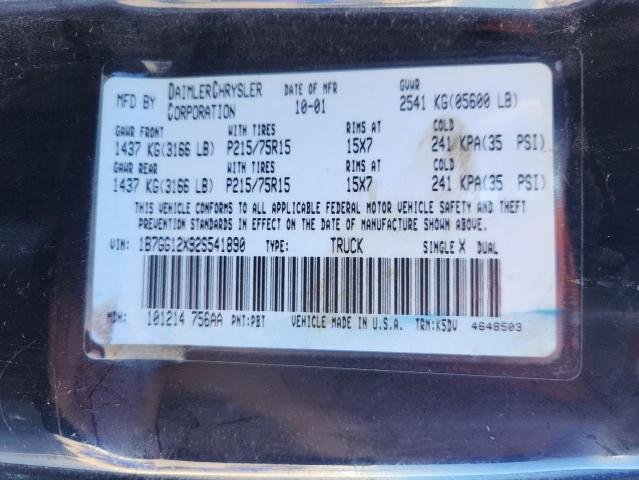 MFD BY DAIMLERCHRYSLER CORPORATION DATE OF MFR 10-01 GVWR 2541 KG(05600 LB)
GAWR FRONT WITH TIRES RIMS AT COLD
1437 KG(3166 LB) P215/75R15 15X7 241 KPA(35 PSI)
GAWR REAR WITH TIRES RIMS AT COLD
1437 KG(3166 LB) P215/75R15 15X7 241 KPA(35 PSI)
THIS VEHICLE CONFORMS TO ALL APPLICABLE FEDERAL MOTOR VEHICLE SAFETY AND THEFT
PREVENTION STANDARDS IN EFFECT ON THE DATE OF MANUFACTURE SHOWN ABOVE.
VIN: 1B7GG12X92S541890 TYPE: TRUCK SINGLE X DUAL
MDH: 101214 756AA PNT:PBT VEHICLE MADE IN U.S.A. TRM:K5DV 4648503